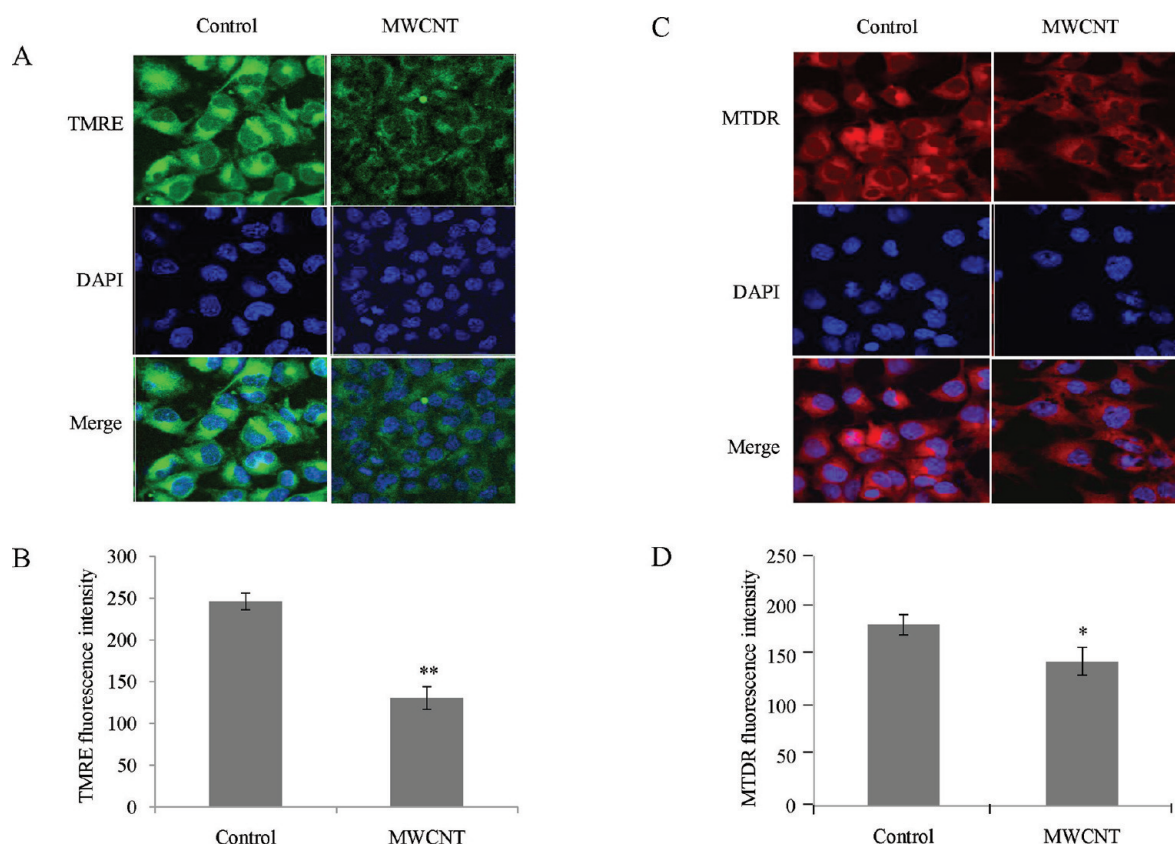 A
Control MWCNT
TMRE
DAPI
Merge
C
Control MWCNT
MTDR
DAPI
Merge
B
TMRE fluorescence intensity
300
250
200
150
100
50
0
**
Control MWCNT
D
MTDR fluorescence intensity
250
200
150
100
50
0
*
Control MWCNT